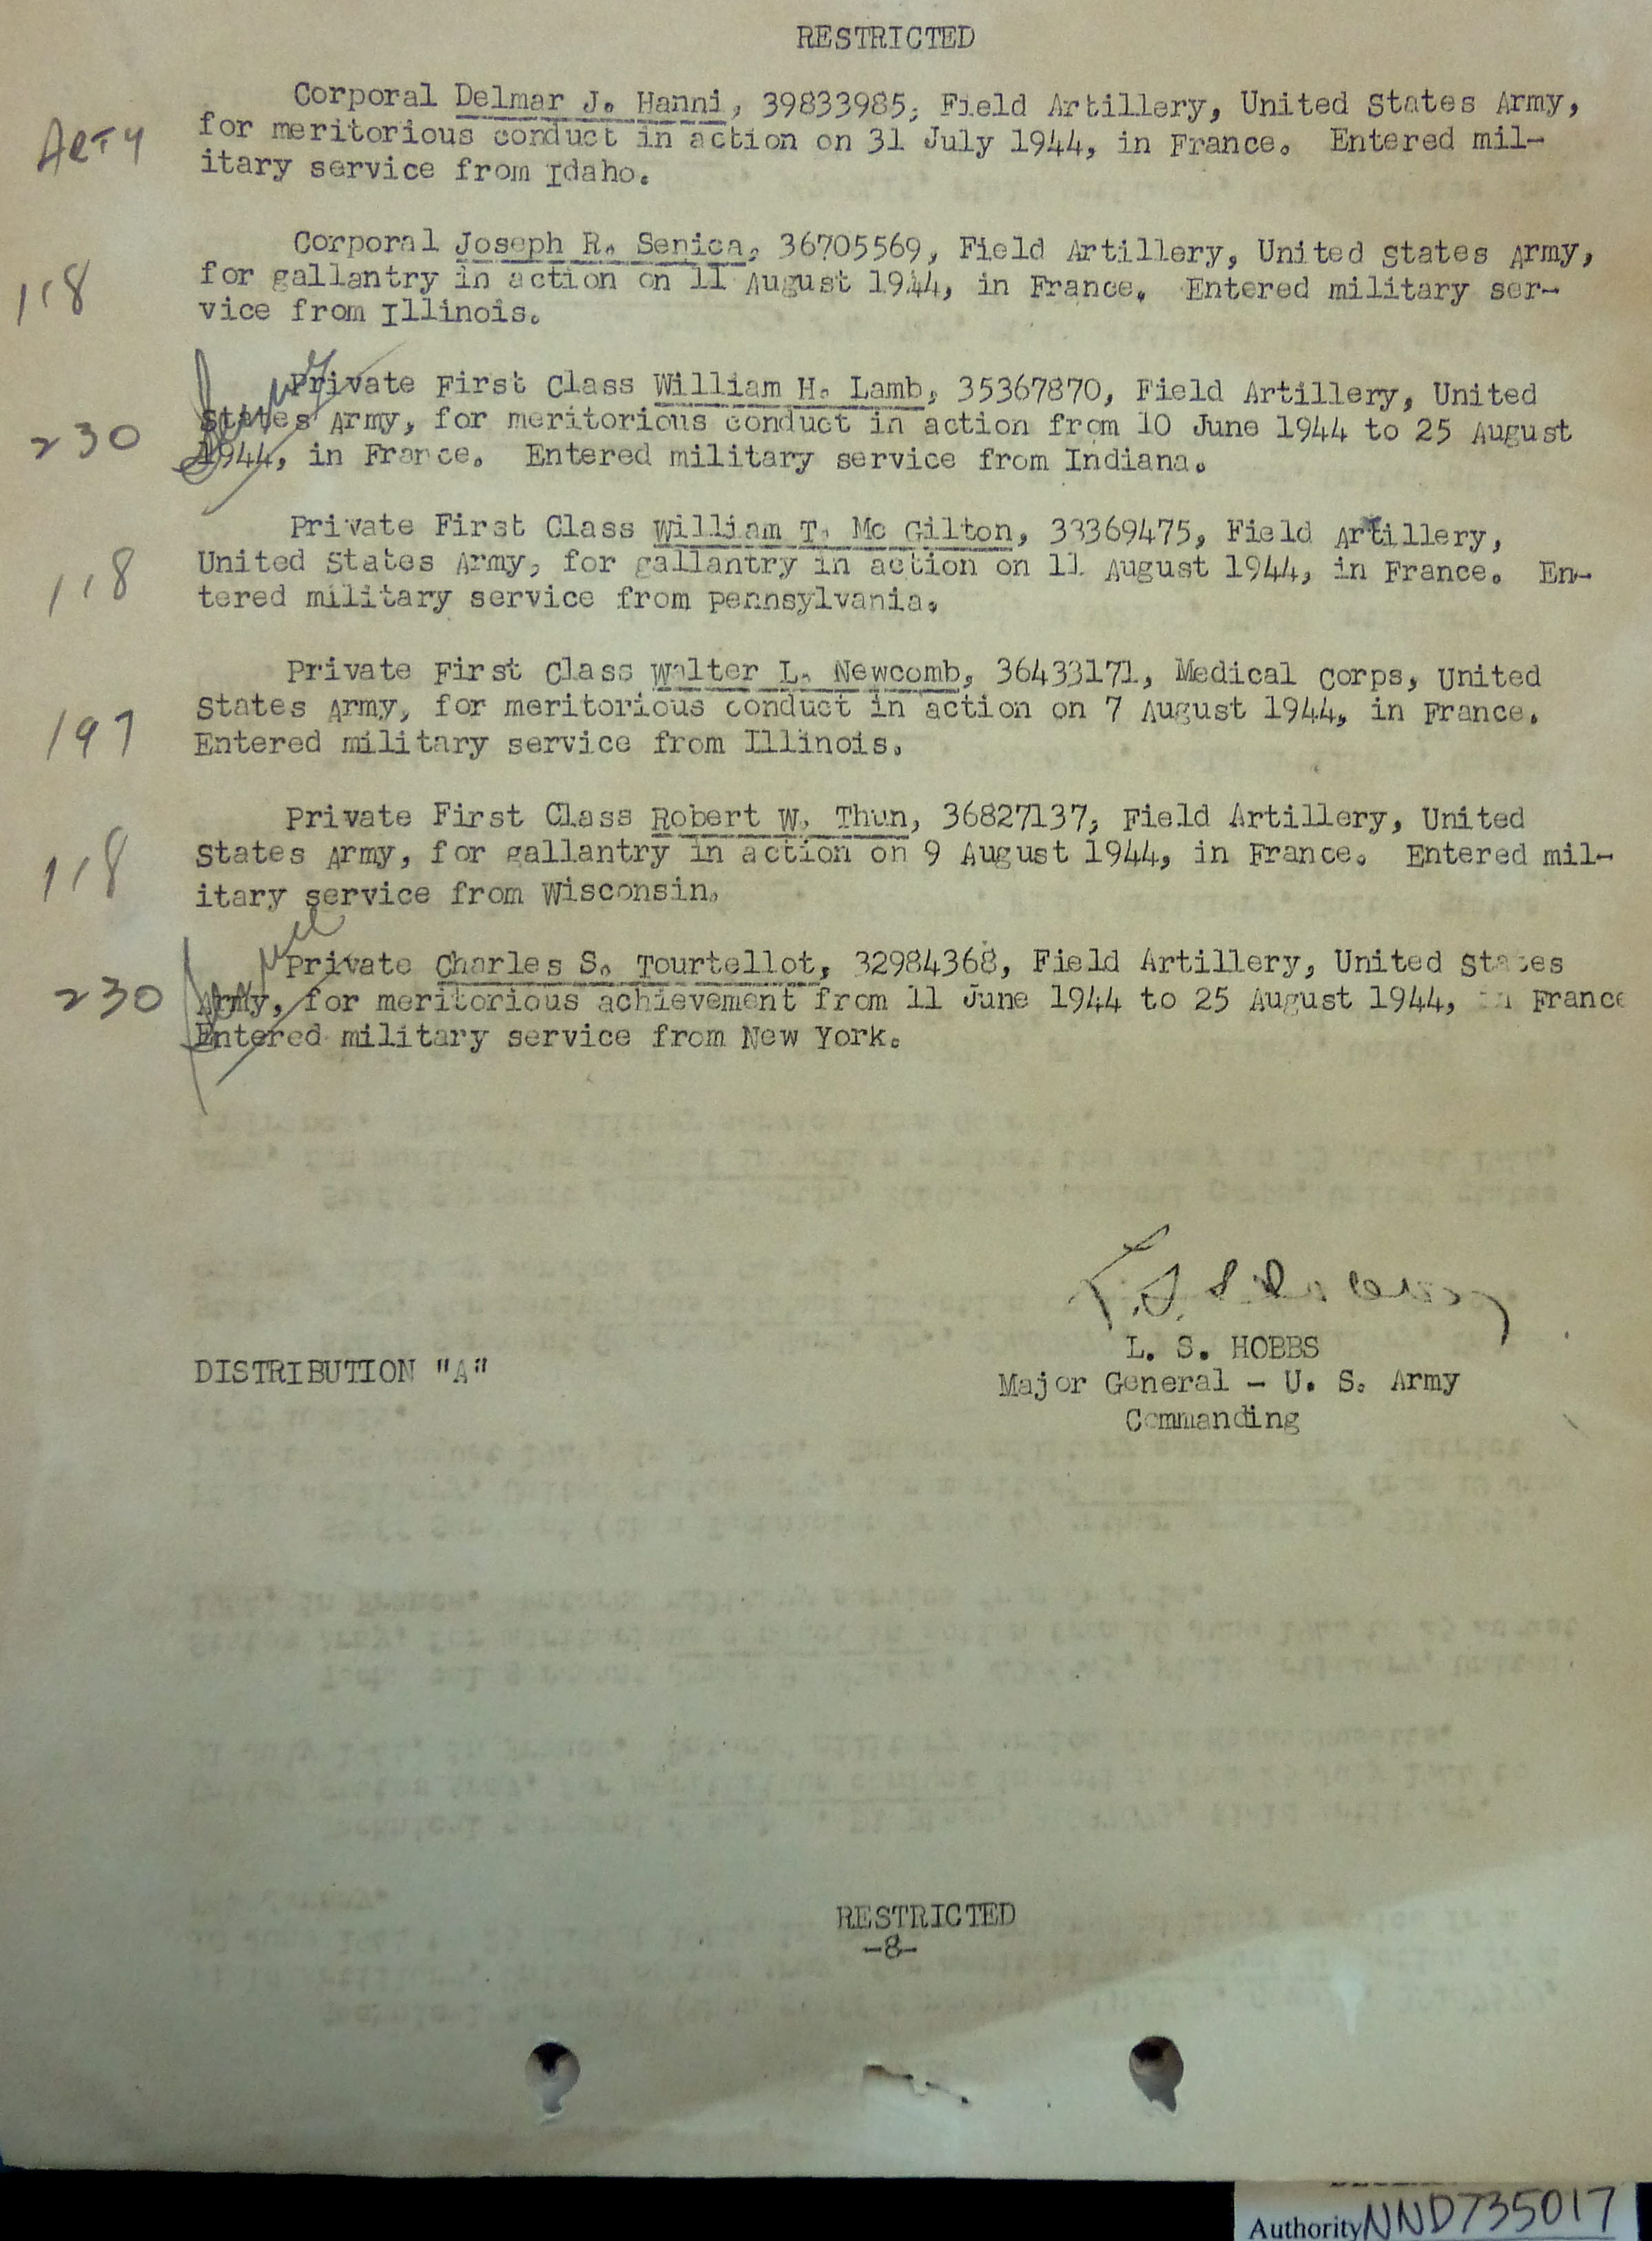 RESTRICTED
Corporal Delmar J. Hanni, 39833985, Field Artillery, United States Army,
Arty
for meritorious conduct in action on 31 July 1944, in France. Entered mil-
itary service from Idaho.
Corporal Joseph R. Senica, 36705569, Field Artillery, United States Army,
118
for gallantry in action on 11 August 1944, in France. Entered military ser-
vice from Illinois.
Private First Class William H. Lamb, 35367870, Field Artillery, United
230
States Army, for meritorious conduct in action from 10 June 1944 to 25 August
1944, in France. Entered military service from Indiana.
Private First Class William T. Mc Gilton, 33369475, Field Artillery,
118
United States Army, for gallantry in action on 11 August 1944, in France. En-
tered military service from Pennsylvania.
Private First Class Walter L. Newcomb, 36433171, Medical Corps, United
197
States Army, for meritorious conduct in action on 7 August 1944, in France.
Entered military service from Illinois.
Private First Class Robert W. Thun, 36827137, Field Artillery, United
118
States Army, for gallantry in action on 9 August 1944, in France. Entered mil-
itary service from Wisconsin.
Private Charles S. Tourtellot, 32984368, Field Artillery, United States
230
Army, for meritorious achievement from 11 June 1944 to 25 August 1944, in France
Entered military service from New York.
L. S. HOBBS
DISTRIBUTION "A"
Major General - U. S. Army
Commanding
RESTRICTED
-8-
Authority NND735017